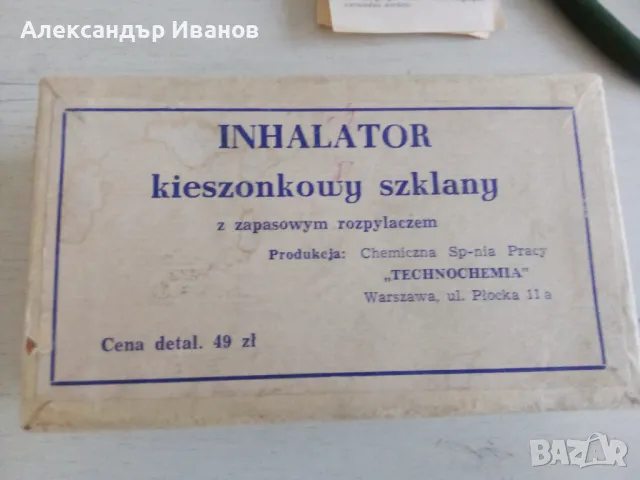 Александър Иванов
INHALATOR
kieszonkowy szklany
z zapasowym rozpylaczem
Produkcja: Chemiczna Sp-nia Pracy
„TECHNOCHEMIA"
Warszawa, ul. Płocka 11a
Cena detal. 49 zł
BAZAR